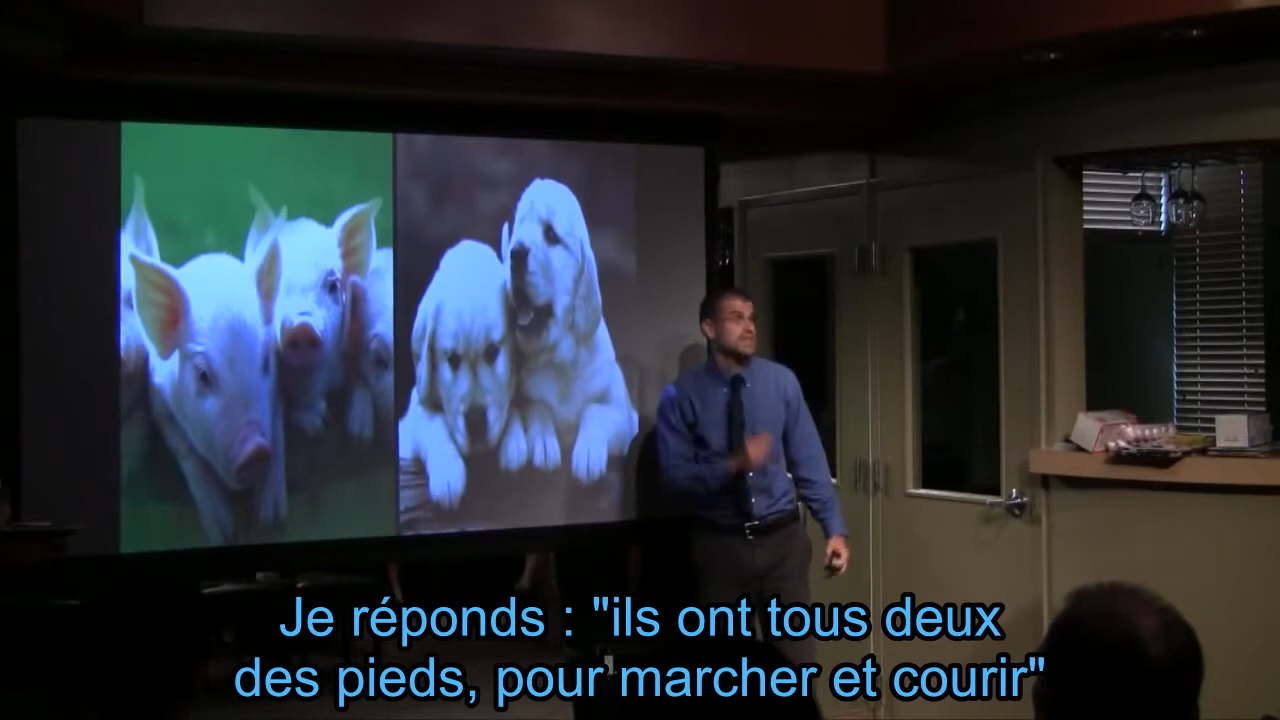 Je réponds : "ils ont tous deux
des pieds, pour marcher et courir"